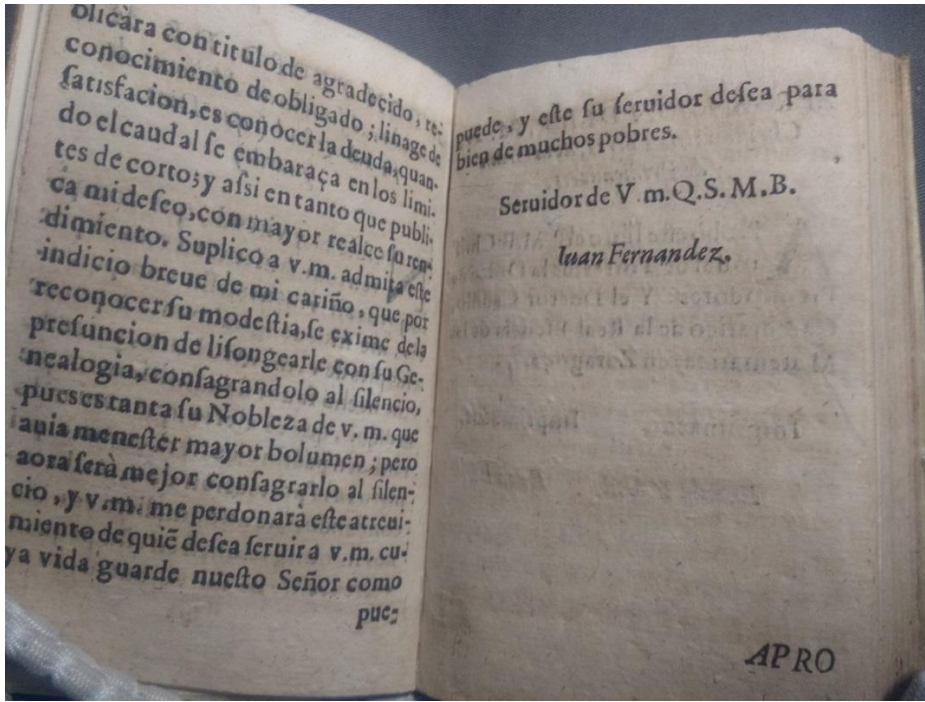 blicàra con titulo de agradecido, re-
conocimiento de obligado; linage de
ſatisfacion, es conocer la deuda, quan-
do el caudal ſe embaraça en los limi-
tes de corto; y aſsi en tanto que publi-
ca mi deſeo, con mayor realce ſu ren-
dimiento. Suplico a v.m. admita eſte
indicio breue de mi cariño, que por
reconocer ſu modeſtia, ſe exime dela
preſuncion de liſongearle con ſu Ge-
nealogia, conſagrandolo al ſilencio,
pues es tanta ſu Nobleza de v.m. que
auia meneſter mayor bolumen; pero
aora ſerà mejor conſagrarlo al ſilen-
cio, y v.m. me perdonarà eſte atreui-
miento de quiẽ deſea ſeruir a v.m. cu-
ya vida guarde nueſto Señor como
pue-
puede, y eſte ſu ſeruidor deſea para
bien de muchos pobres.
Seruidor de V. m. Q. S. M. B.
Iuan Fernandez.
APRO